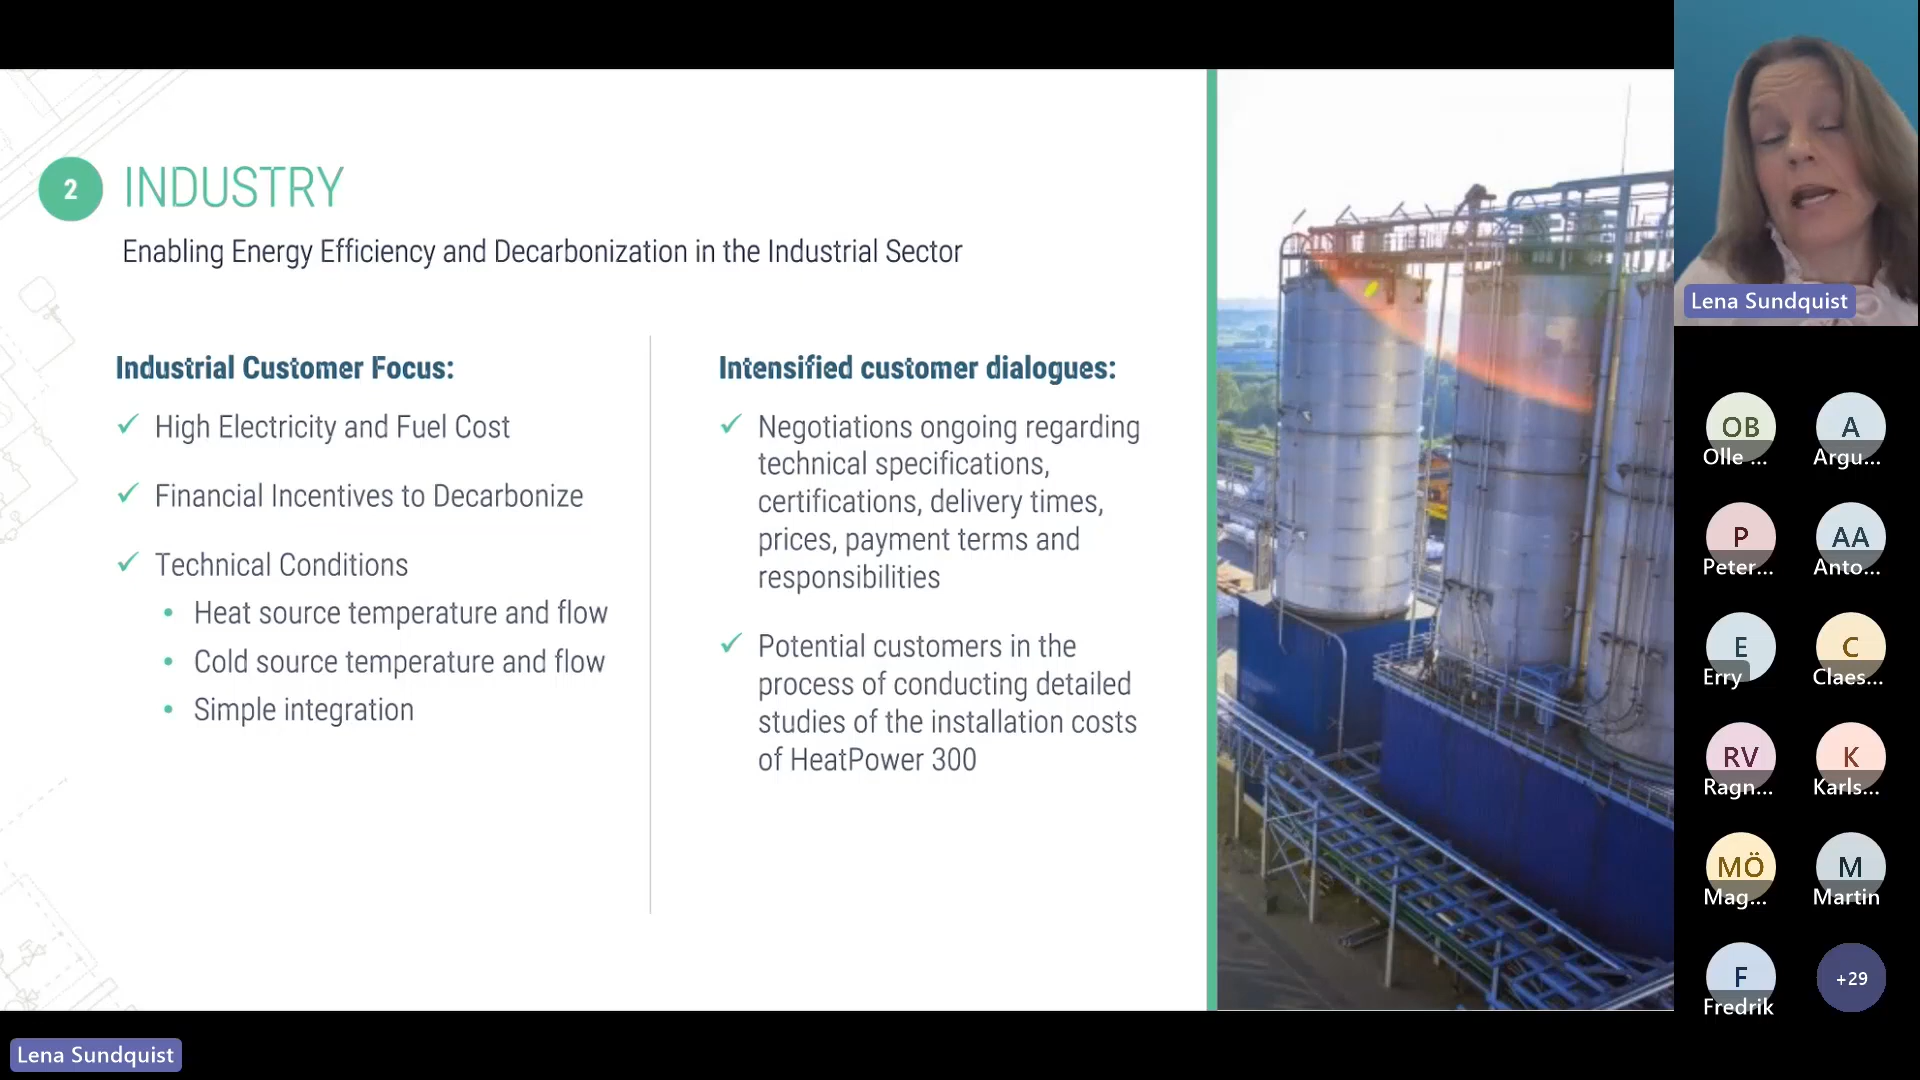 2
INDUSTRY
Enabling Energy Efficiency and Decarbonization in the Industrial Sector
Industrial Customer Focus:
✓ High Electricity and Fuel Cost
✓ Financial Incentives to Decarbonize
✓ Technical Conditions
• Heat source temperature and flow
• Cold source temperature and flow
• Simple integration
Intensified customer dialogues:
✓ Negotiations ongoing regarding
technical specifications,
certifications, delivery times,
prices, payment terms and
responsibilities
✓ Potential customers in the
process of conducting detailed
studies of the installation costs
of HeatPower 300
Lena Sundquist
OB
Olle ...
A
Argu...
P
Peter...
AA
Anto...
E
Erry
C
Claes...
RV
Ragn...
K
Karls...
MÖ
Mag...
M
Martin
F
Fredrik
+29
Lena Sundquist